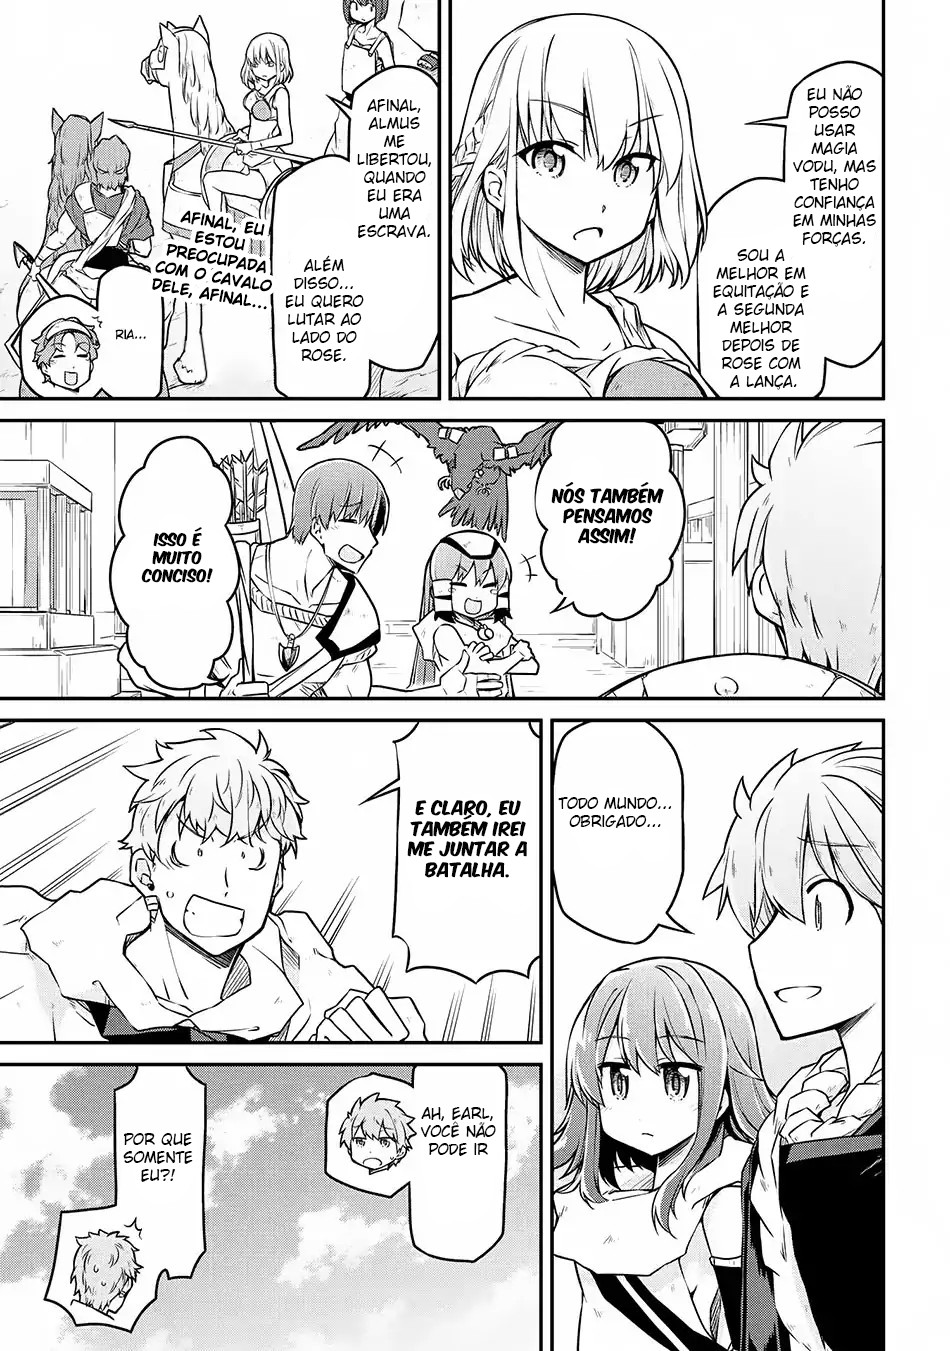 EU NÃO
POSSO
USAR
MAGIA
VODU, MAS
TENHO
CONFIANÇA
EM MINHAS
FORÇAS.
SOU A
MELHOR EM
EQUITAÇÃO E
A SEGUNDA
MELHOR
DEPOIS DE
ROSE COM
A LANÇA.
AFINAL,
ALMUS
ME
LIBERTOU,
QUANDO
EU ERA
UMA
ESCRAVA.
ALÉM
DISSO...
EU QUERO
LUTAR AO
LADO DO
ROSE.
AFINAL, EU
ESTOU
PREOCUPADA
COM O CAVALO
DELE, AFINAL...
RIA...
NÓS TAMBÉM
PENSAMOS
ASSIM!
ISSO É
MUITO
CONCISO!
TODO MUNDO...
OBRIGADO...
E CLARO, EU
TAMBÉM IREI
ME JUNTAR A
BATALHA.
AH, EARL,
VOCÊ NÃO
PODE IR
POR QUE
SOMENTE
EU?!